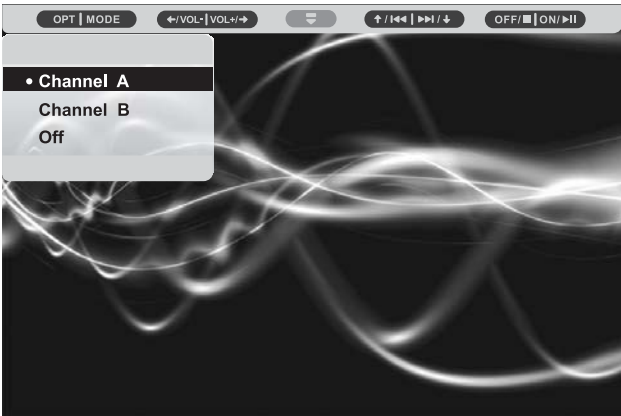 OPT | MODE
←/VOL- | VOL+/→
↑/⏮ | ⏭/↓
OFF/■ | ON/▶⏸
• Channel A
Channel B
Off